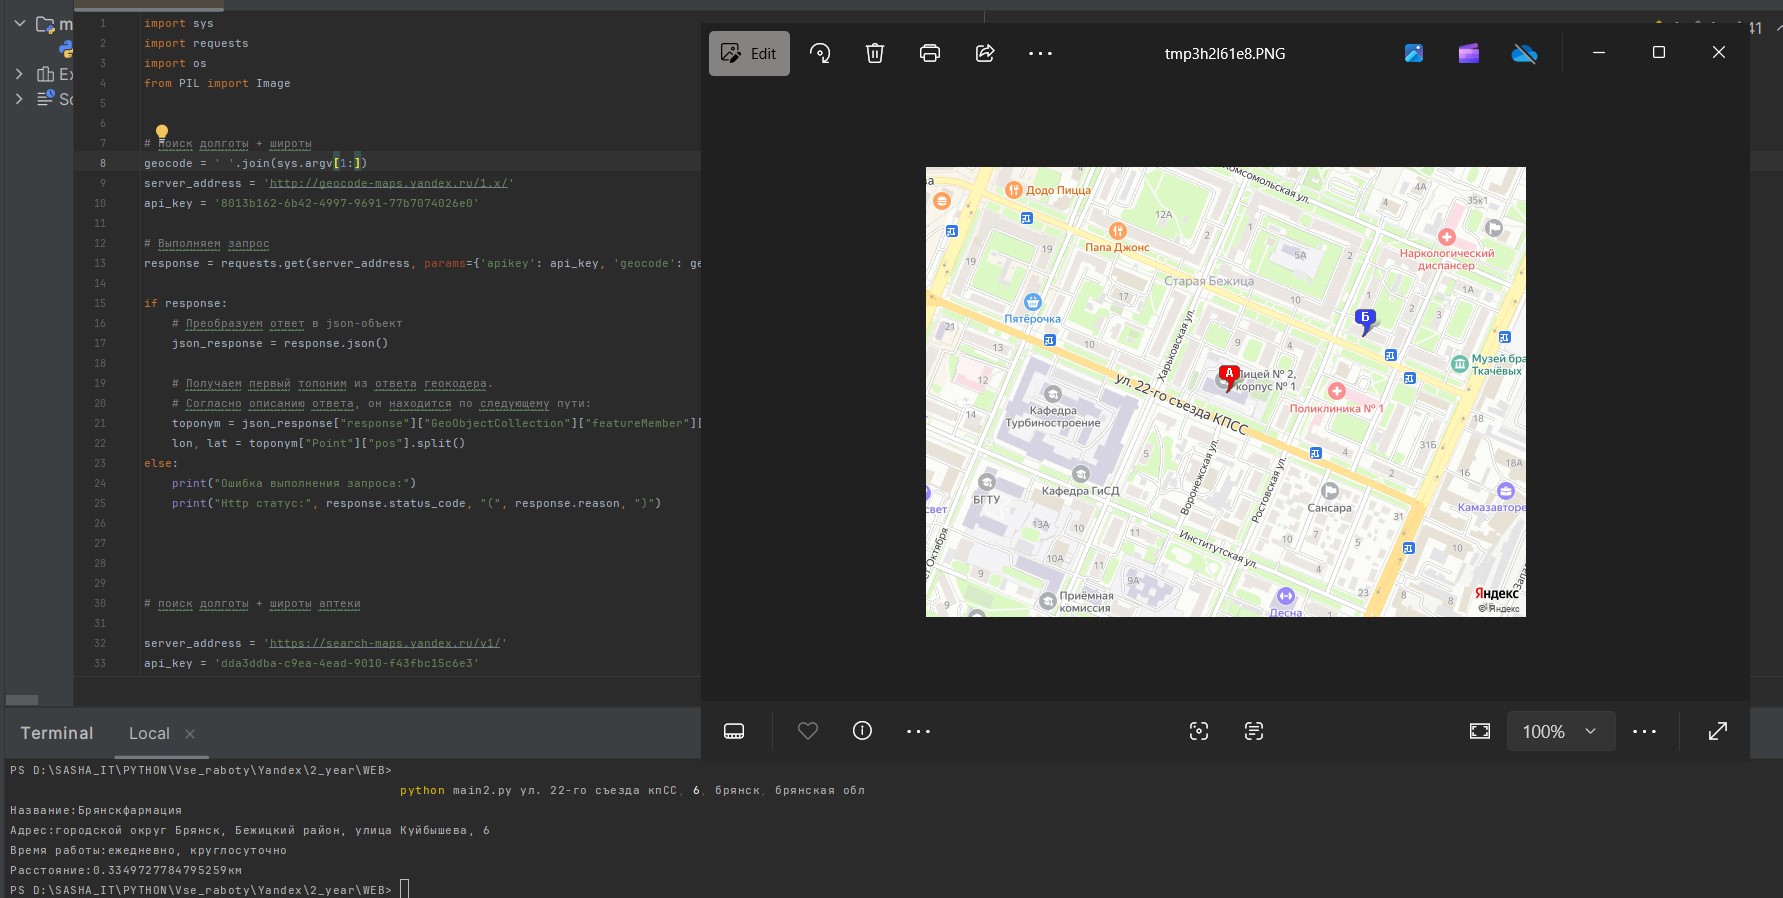 m
Ex
Sc
1 import sys
2 import requests
3 import os
4 from PIL import Image
5
6
7 # поиск долготы + широты
8 geocode = ' '.join(sys.argv[1:])
9 server_address = 'http://geocode-maps.yandex.ru/1.x/'
10 api_key = '8013b162-6b42-4997-9691-77b7074026e0'
11
12 # Выполняем запрос
13 response = requests.get(server_address, params={'apikey': api_key, 'geocode': ge
14
15 if response:
16 # Преобразуем ответ в json-объект
17 json_response = response.json()
18
19 # Получаем первый топоним из ответа геокодера.
20 # Согласно описанию ответа, он находится по следующему пути:
21 toponym = json_response["response"]["GeoObjectCollection"]["featureMember"][
22 lon, lat = toponym["Point"]["pos"].split()
23 else:
24 print("Ошибка выполнения запроса:")
25 print("Http статус:", response.status_code, "(", response.reason, ")")
26
27
28
29
30 # поиск долготы + широты аптеки
31
32 server_address = 'https://search-maps.yandex.ru/v1/'
33 api_key = 'dda3ddba-c9ea-4ead-9010-f43fbc15c6e3'
Edit
tmp3h2l61e8.PNG
41
ва
Додо Пицца
Комсомольская ул.
4А
35к1
12А
19
Папа Джонс
2
1
5А
Наркологический
диспансер
19
Старая Бежица
1А
17
10
Пятёрочка
Б
21
13
Харьковская ул.
9
4
10
Музей бра
Ткачёвых
А
Лицей № 2,
корпус № 1
ул. 22-го съезда КПСС
Поликлиника № 1
Кафедра
Турбиностроение
31Б
16
18А
Кафедра ГиСД
Воронежская ул.
Ростовская ул.
БГТУ
Сансара
свет
Камазавторе
13А
10
11
31
Институтская ул.
10
7
5
10
т Октября
10А
11
9А
4
9
8
8
23
Приёмная
комиссия
Десна
Запа
Яндекс
© Яндекс
100%
Terminal
Local
PS D:\SASHA_IT\PYTHON\Vse_raboty\Yandex\2_year\WEB>
python main2.py ул. 22-го съезда кпСС, 6, брянск, брянская обл
Название:Брянскфармация
Адрес:городской округ Брянск, Бежицкий район, улица Куйбышева, 6
Время работы:ежедневно, круглосуточно
Расстояние:0.3349727784795259км
PS D:\SASHA_IT\PYTHON\Vse_raboty\Yandex\2_year\WEB>